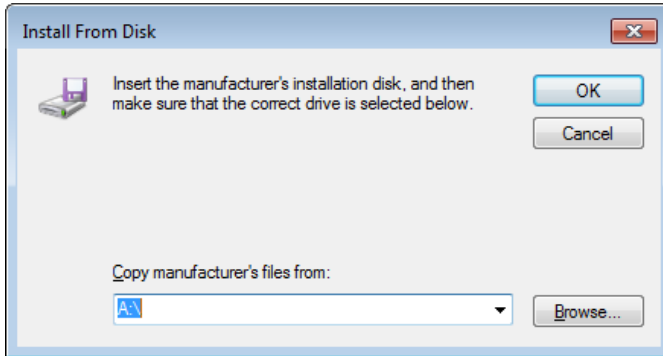 Install From Disk
Insert the manufacturer's installation disk, and then
make sure that the correct drive is selected below.
OK
Cancel
Copy manufacturer's files from:
A:\
Browse...